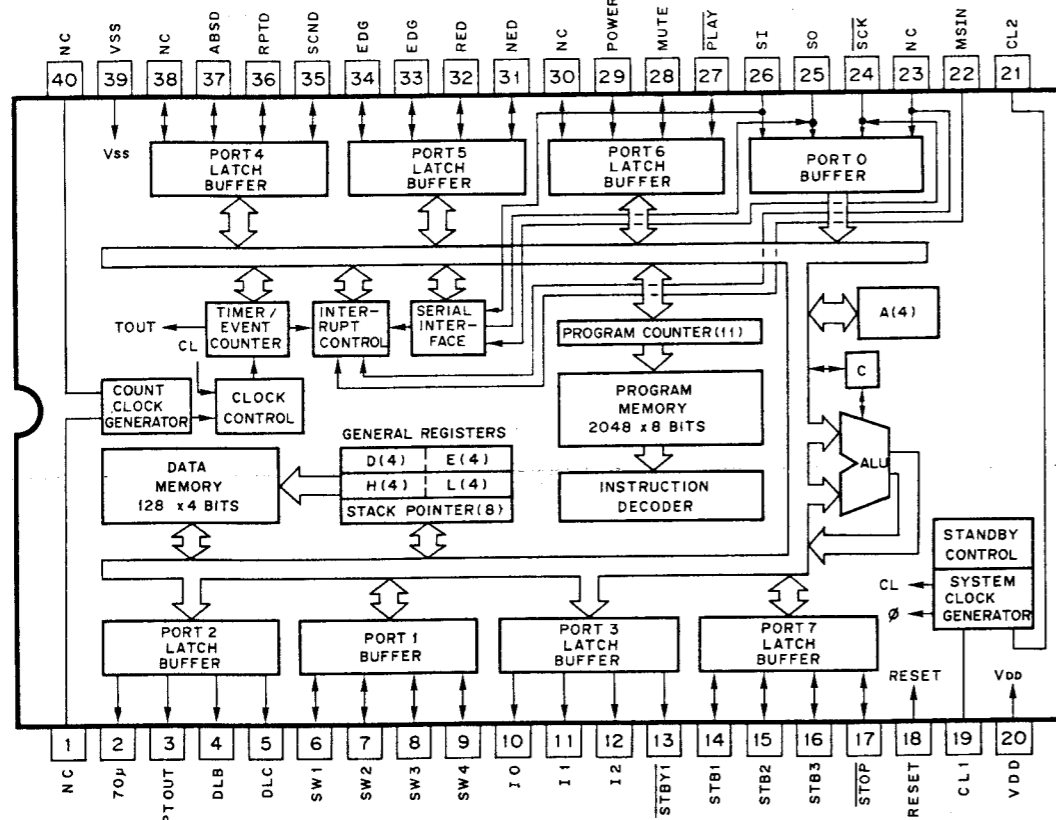 NC VSS NC ABSD RPTD SCND EDG EDG RED NED NC POWER MUTE PLAY SI SO SCK NC MSIN CL2
40 39 38 37 36 35 34 33 32 31 30 29 28 27 26 25 24 23 22 21
Vss
PORT 4
LATCH
BUFFER
PORT 5
LATCH
BUFFER
PORT 6
LATCH
BUFFER
PORT 0
BUFFER
TOUT
TIMER /
EVENT
COUNTER
INTER-
RUPT
CONTROL
SERIAL
INTER-
FACE
PROGRAM COUNTER (11)
A(4)
CL
COUNT
CLOCK
GENERATOR
CLOCK
CONTROL
PROGRAM
MEMORY
2048 x 8 BITS
C
ALU
GENERAL REGISTERS
D(4) E(4)
H(4) L(4)
STACK POINTER(8)
DATA
MEMORY
128 x 4 BITS
INSTRUCTION
DECODER
STANDBY
CONTROL
CL
SYSTEM
CLOCK
GENERATOR
ø
PORT 2
LATCH
BUFFER
PORT 1
BUFFER
PORT 3
LATCH
BUFFER
PORT 7
LATCH
BUFFER
RESET
VDD
1 2 3 4 5 6 7 8 9 10 11 12 13 14 15 16 17 18 19 20
NC 70μ PT OUT DLB DLC SW1 SW2 SW3 SW4 I0 I1 I2 STBY1 STB1 STB2 STB3 STOP RESET CL1 VDD